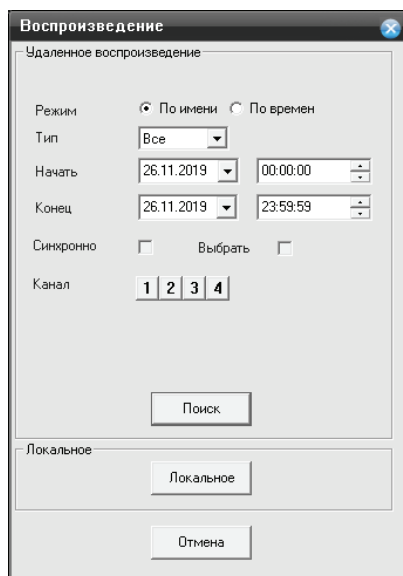 Воспроизведение
Удаленное воспроизведение
Режим По имени По времен
Тип Все
Начать 26.11.2019 00:00:00
Конец 26.11.2019 23:59:59
Синхронно Выбрать
Канал 1 2 3 4
Поиск
Локальное
Локальное
Отмена